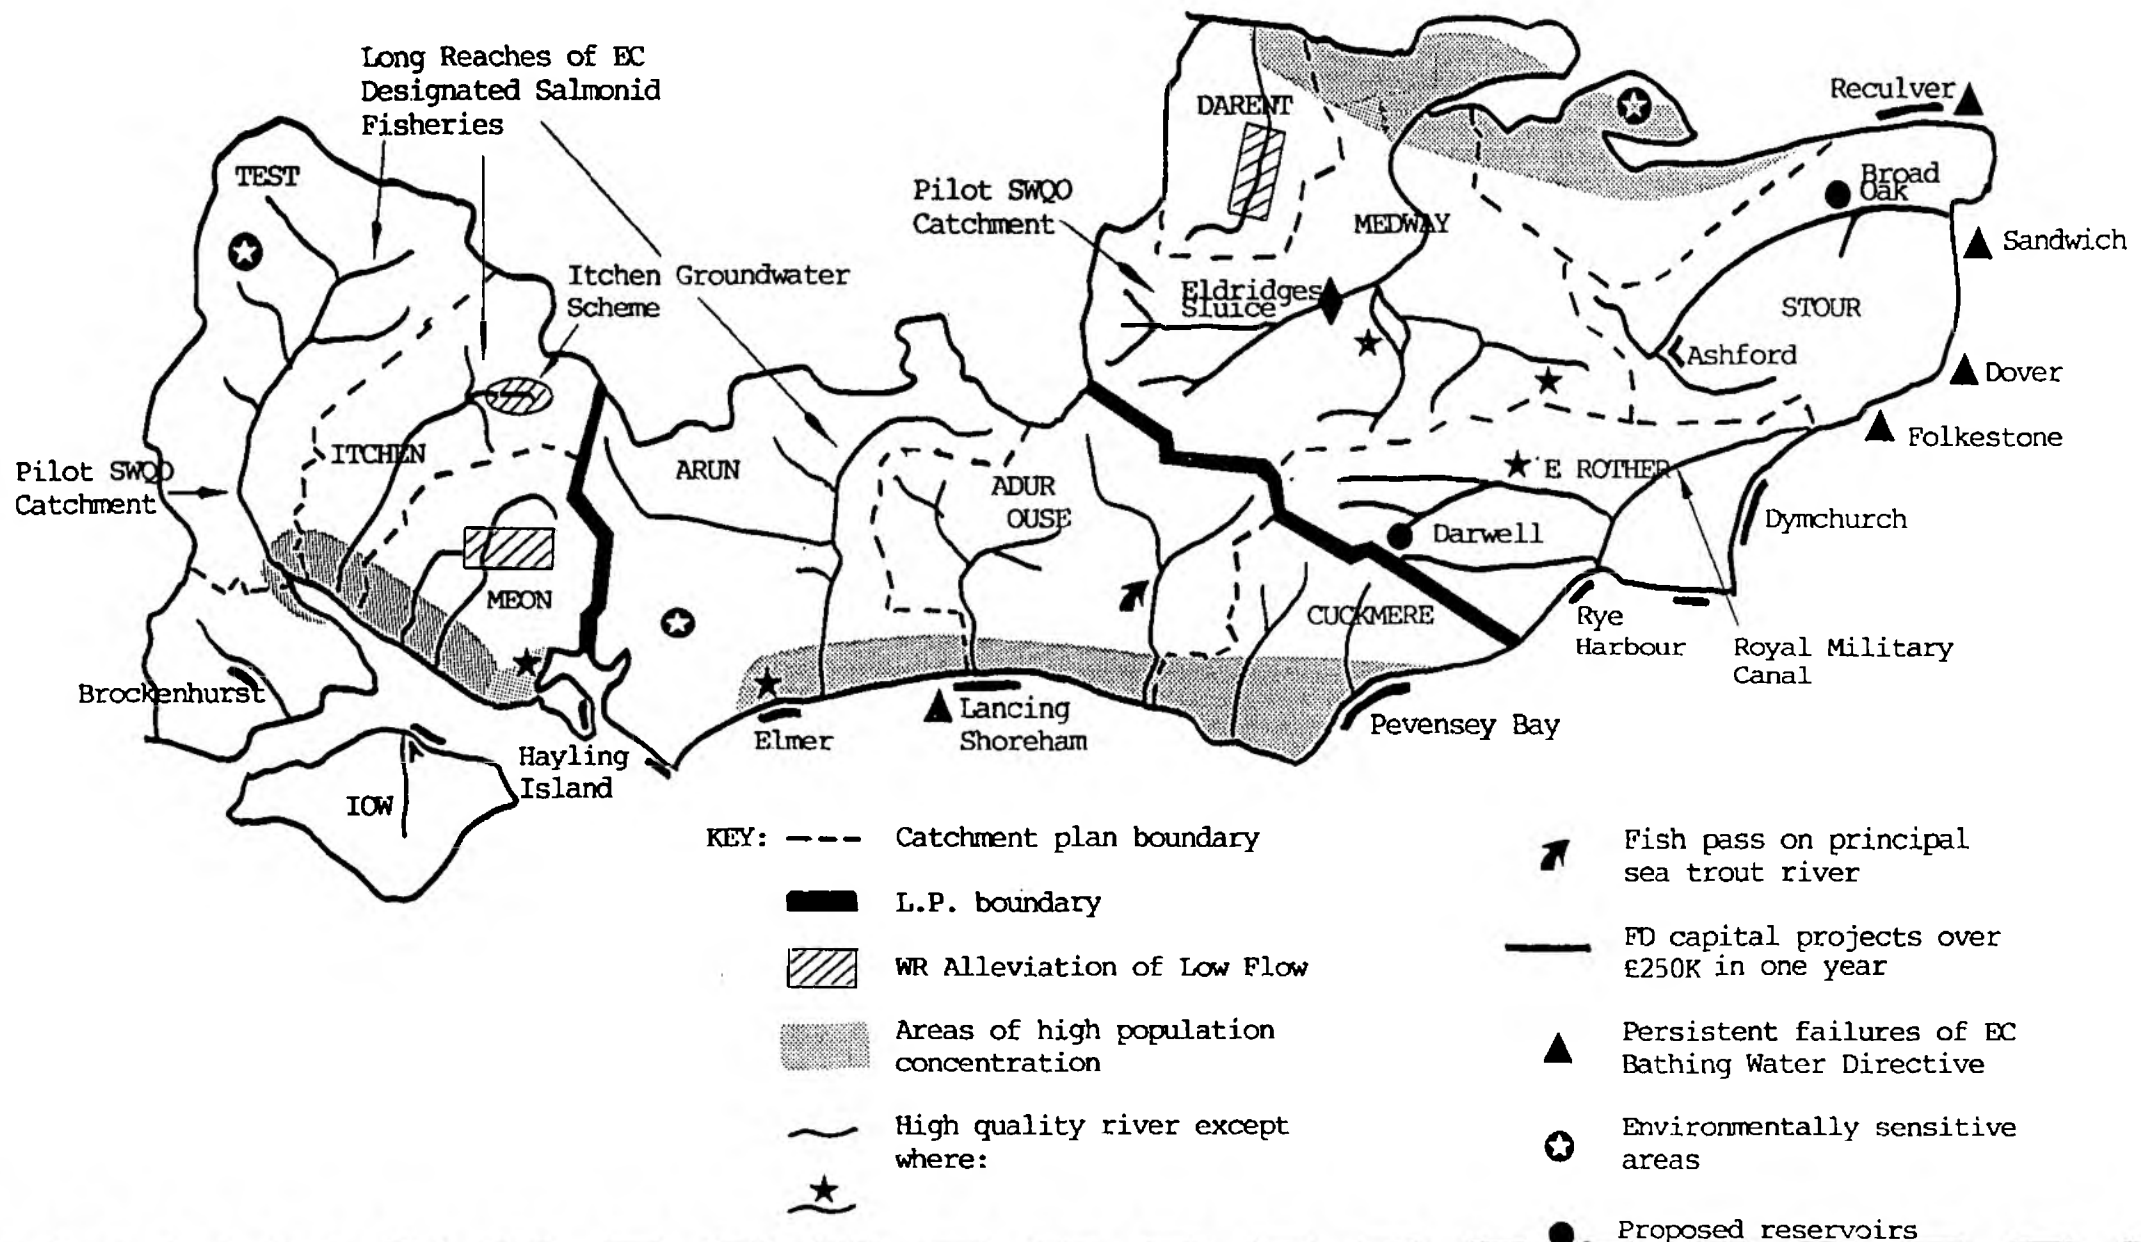 Long Reaches of EC
Designated Salmonid
Fisheries
TEST
Pilot SWQO
Catchment
DARENT
Reculver
Broad
Oak
MEDWAY
Sandwich
Itchen Groundwater
Scheme
Eldridges
Sluice
STOUR
Ashford
Dover
Folkestone
ITCHEN
Pilot SWQO
Catchment
ARUN
ADUR
OUSE
E ROTHER
Darwell
Dymchurch
MEON
CUCKMERE
Rye
Harbour
Royal Military
Canal
Brockenhurst
Elmer
Lancing
Shoreham
Pevensey Bay
Hayling
Island
IOW
KEY:
Catchment plan boundary
L.P. boundary
WR Alleviation of Low Flow
Areas of high population
concentration
High quality river except
where:
Fish pass on principal
sea trout river
FD capital projects over
£250K in one year
Persistent failures of EC
Bathing Water Directive
Environmentally sensitive
areas
Proposed reservoirs